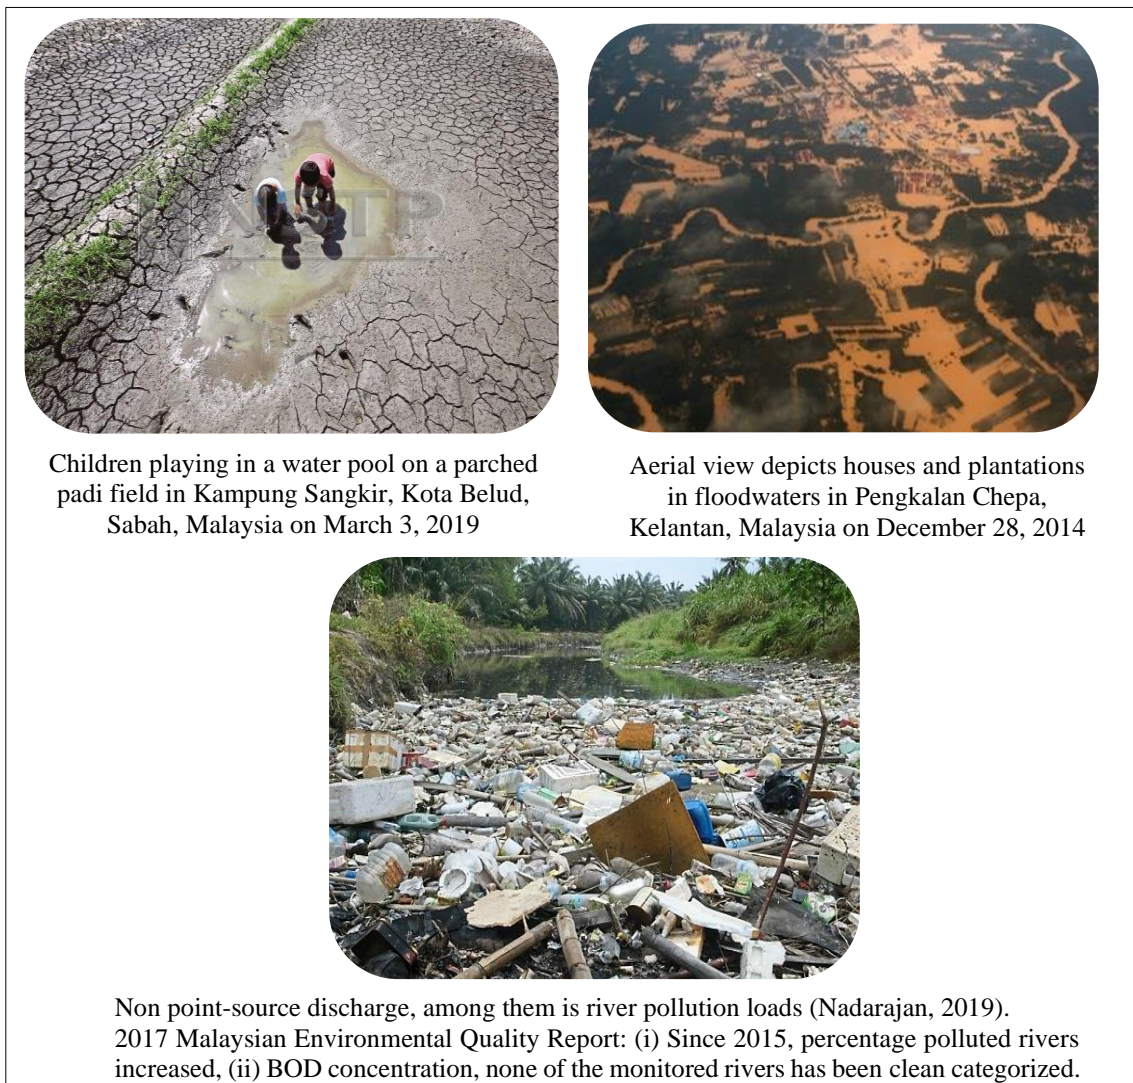 Children playing in a water pool on a parched
padi field in Kampung Sangkir, Kota Belud,
Sabah, Malaysia on March 3, 2019
Aerial view depicts houses and plantations
in floodwaters in Pengkalan Chepa,
Kelantan, Malaysia on December 28, 2014
Non point-source discharge, among them is river pollution loads (Nadarajan, 2019).
2017 Malaysian Environmental Quality Report: (i) Since 2015, percentage polluted rivers
increased, (ii) BOD concentration, none of the monitored rivers has been clean categorized.